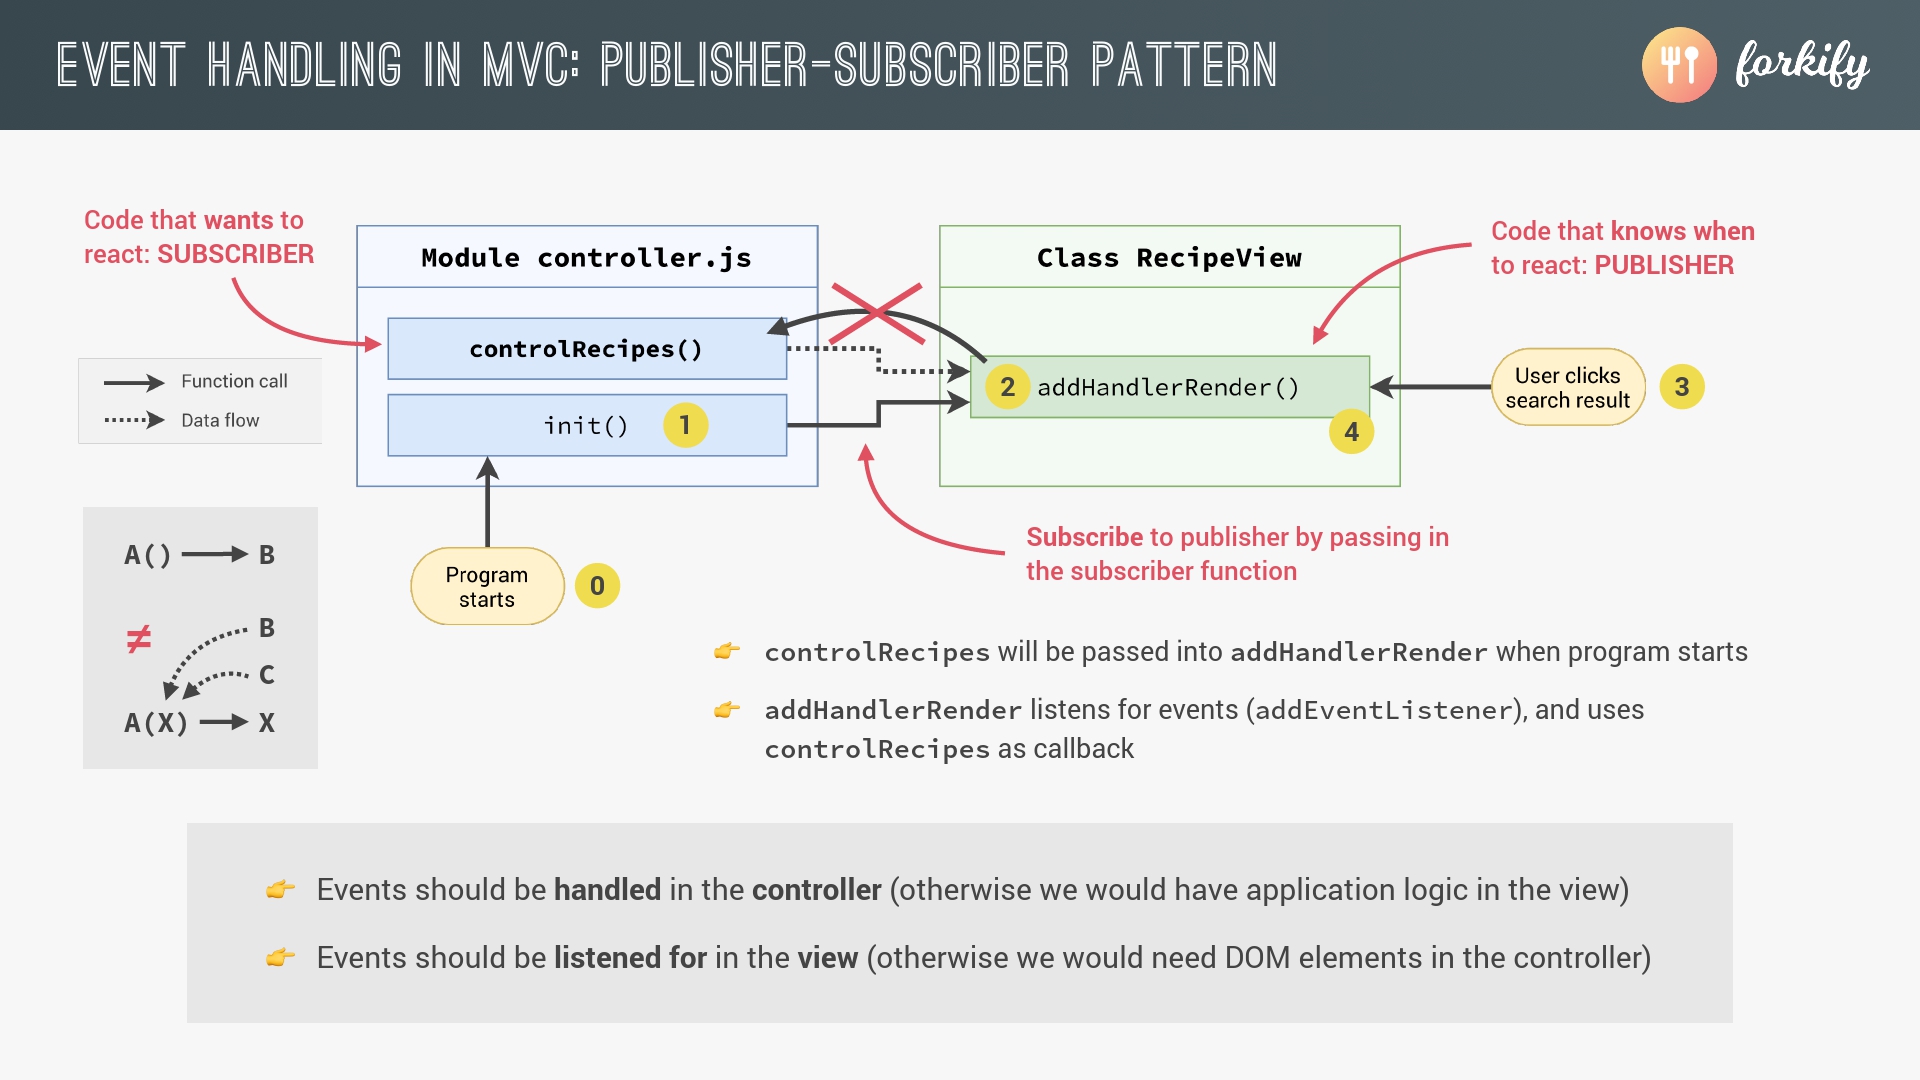 EVENT HANDLING IN MVC: PUBLISHER-SUBSCRIBER PATTERN
forkify
Code that wants to
react: SUBSCRIBER
Module controller.js
controlRecipes()
init()
1
Class RecipeView
2
addHandlerRender()
4
Code that knows when
to react: PUBLISHER
User clicks
search result
3
Function call
Data flow
A() B
≠
B
C
A(X) X
Program
starts
0
Subscribe to publisher by passing in
the subscriber function
👉 controlRecipes will be passed into addHandlerRender when program starts
👉 addHandlerRender listens for events (addEventListener), and uses
controlRecipes as callback
👉 Events should be handled in the controller (otherwise we would have application logic in the view)
👉 Events should be listened for in the view (otherwise we would need DOM elements in the controller)